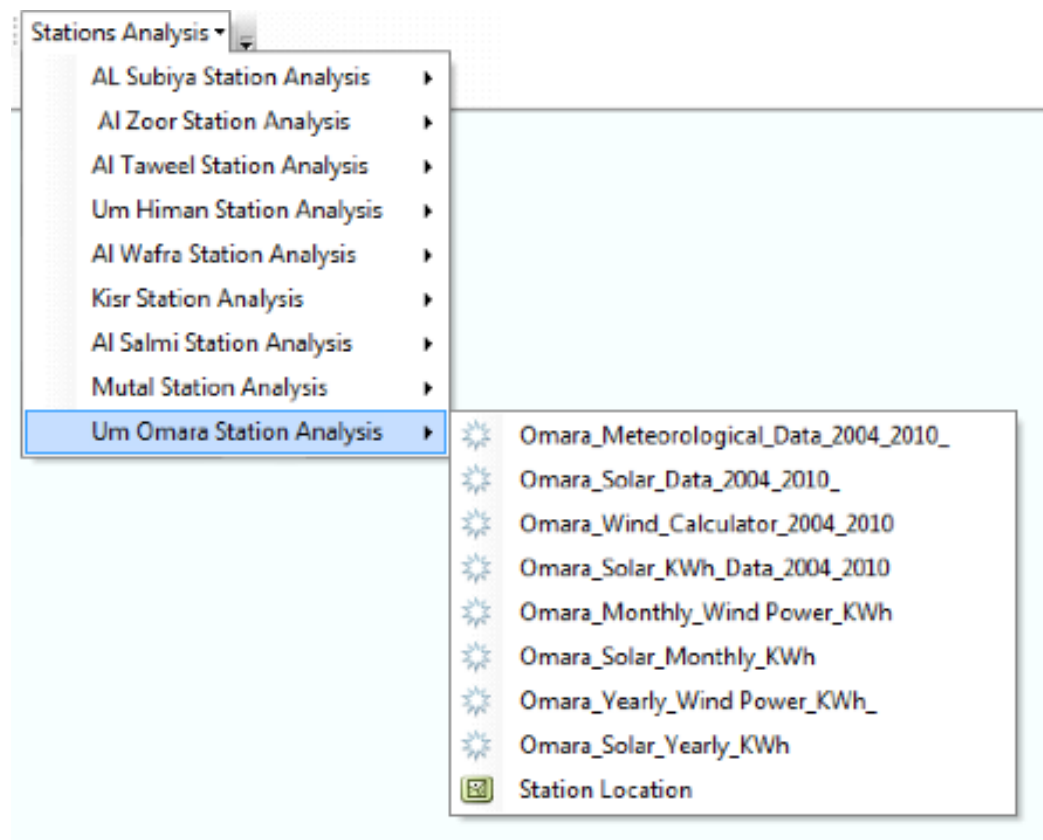 Stations Analysis
AL Subiya Station Analysis
Al Zoor Station Analysis
Al Taweel Station Analysis
Um Himan Station Analysis
Al Wafra Station Analysis
Kisr Station Analysis
Al Salmi Station Analysis
Mutal Station Analysis
Um Omara Station Analysis
Omara_Meteorological_Data_2004_2010_
Omara_Solar_Data_2004_2010_
Omara_Wind_Calculator_2004_2010
Omara_Solar_KWh_Data_2004_2010
Omara_Monthly_Wind Power_KWh
Omara_Solar_Monthly_KWh
Omara_Yearly_Wind Power_KWh_
Omara_Solar_Yearly_KWh
Station Location